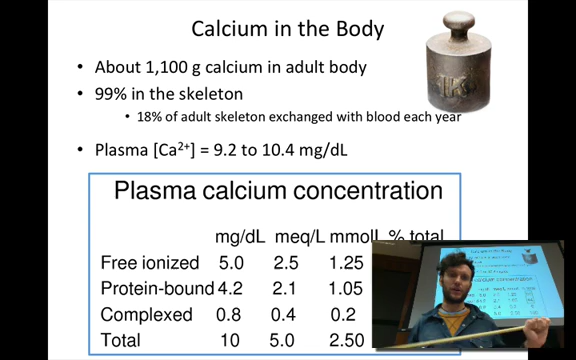 Calcium in the Body
• About 1,100 g calcium in adult body
• 99% in the skeleton
• 18% of adult skeleton exchanged with blood each year
• Plasma [Ca²⁺] = 9.2 to 10.4 mg/dL
Plasma calcium concentration
mg/dL meq/L mmolL % total
Free ionized 5.0 2.5 1.25
Protein-bound 4.2 2.1 1.05
Complexed 0.8 0.4 0.2
Total 10 5.0 2.50